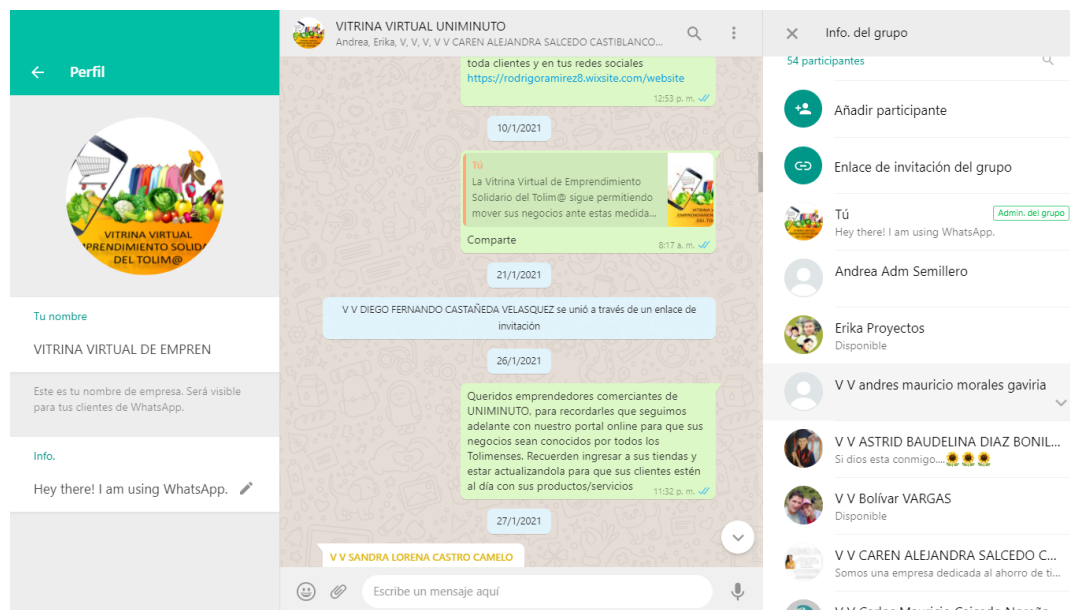 Perfil
VITRINA VIRTUAL
DEL TOLIM@
Tu nombre
VITRINA VIRTUAL DE EMPREN
Este es tu nombre de empresa. Será visible
para tus clientes de WhatsApp.
Info.
Hey there! I am using WhatsApp.
VITRINA VIRTUAL UNIMINUTO
Andrea, Erika, V, V, V, V V CAREN ALEJANDRA SALCEDO CASTIBLANCO...
toda clientes y en tus redes sociales
https://rodrigoramirez8.wixsite.com/website
12:53 p. m.
10/1/2021
Tú
La Vitrina Virtual de Emprendimiento
Solidario del Tolim@ sigue permitiendo
mover sus negocios ante estas medida...
Comparte
8:17 a. m.
21/1/2021
V V DIEGO FERNANDO CASTAÑEDA VELASQUEZ se unió a través de un enlace de
invitación
26/1/2021
Queridos emprendedores comerciantes de
UNIMINUTO, para recordarles que seguimos
adelante con nuestro portal online para que sus
negocios sean conocidos por todos los
Tolimenses. Recuerden ingresar a sus tiendas y
estar actualizandola para que sus clientes estén
al día con sus productos/servicios
11:32 p. m.
27/1/2021
V V SANDRA LORENA CASTRO CAMELO
Escribe un mensaje aquí
Info. del grupo
54 participantes
Añadir participante
Enlace de invitación del grupo
Tú
Admin. del grupo
Hey there! I am using WhatsApp.
Andrea Adm Semillero
Erika Proyectos
Disponible
V V andres mauricio morales gaviria
V V ASTRID BAUDELINA DIAZ BONIL...
Si dios esta conmigo....🌻🌻🌻
V V Bolívar VARGAS
Disponible
V V CAREN ALEJANDRA SALCEDO C...
Somos una empresa dedicada al ahorro de ti...